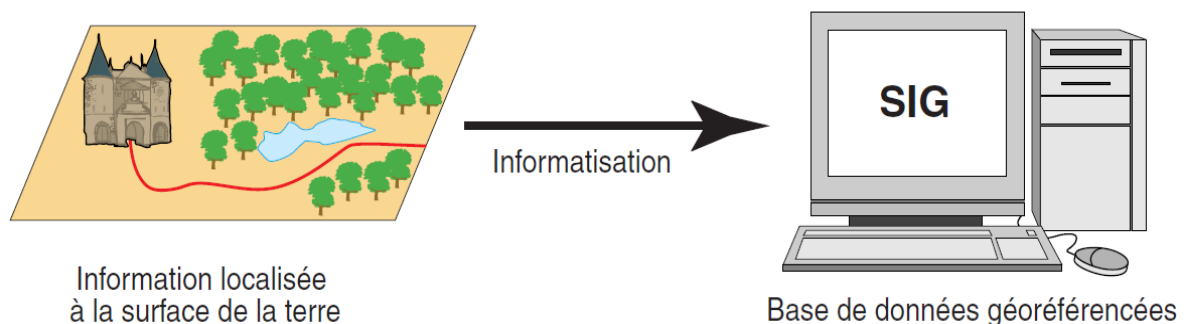 SIG
Informatisation
Information localisée
à la surface de la terre
Base de données géoréférencées